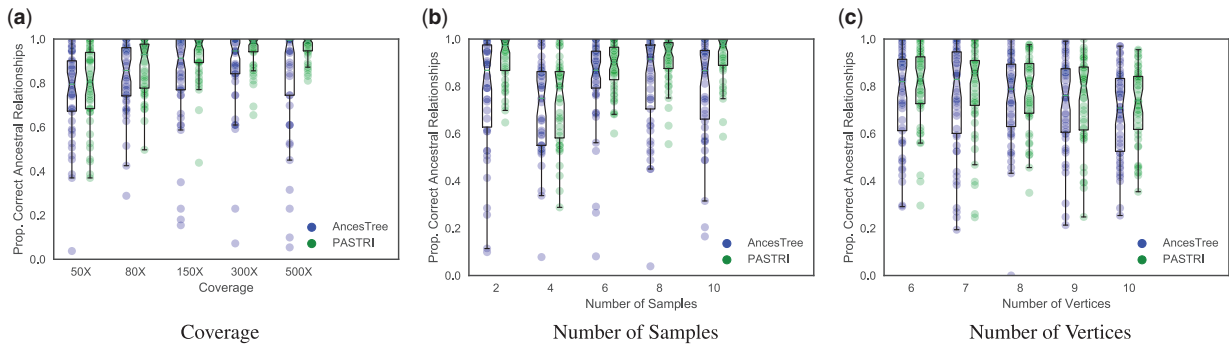 (a)
Prop. Correct Ancestral Relationships
1.0
0.8
0.6
0.4
0.2
0.0
AncesTree
PASTRI
50X 80X 150X 300X 500X
Coverage
Coverage
(b)
Prop. Correct Ancestral Relationships
1.0
0.8
0.6
0.4
0.2
0.0
AncesTree
PASTRI
2 4 6 8 10
Number of Samples
Number of Samples
(c)
Prop. Correct Ancestral Relationships
1.0
0.8
0.6
0.4
0.2
0.0
AncesTree
PASTRI
6 7 8 9 10
Number of Vertices
Number of Vertices